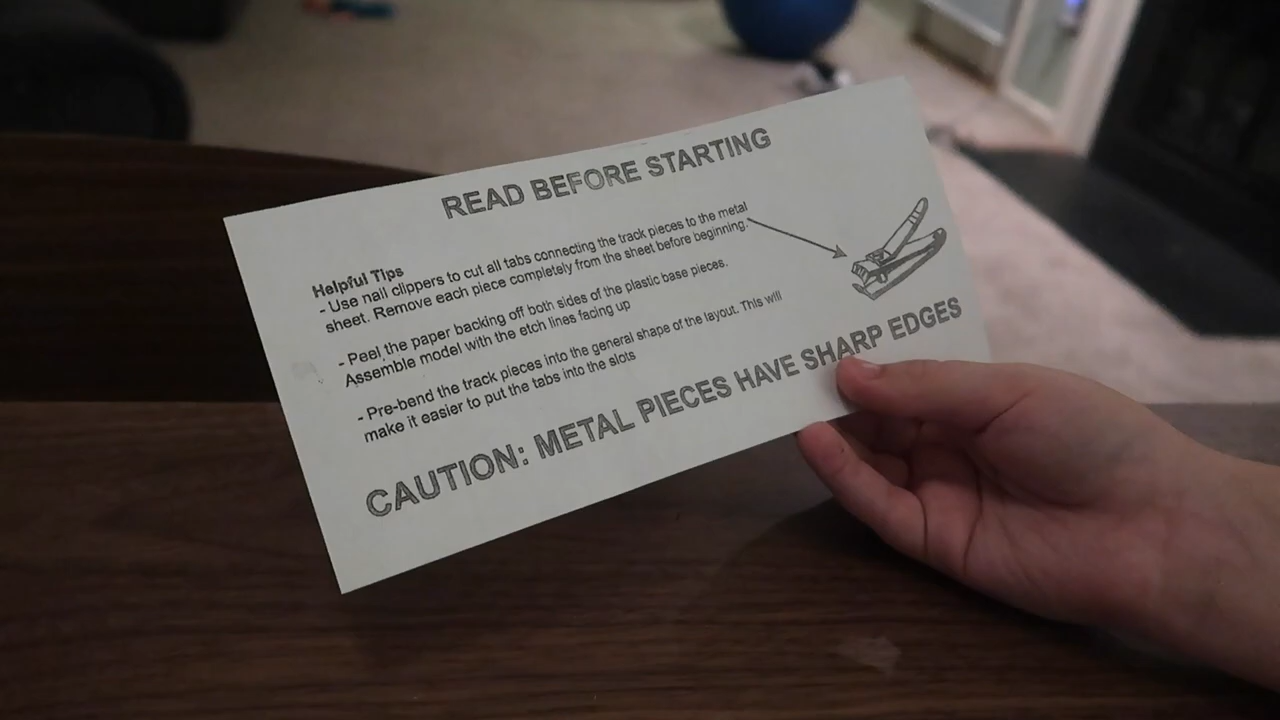 READ BEFORE STARTING
Helpful Tips
- Use nail clippers to cut all tabs connecting the track pieces to the metal
sheet. Remove each piece completely from the sheet before beginning.
- Peel the paper backing off both sides of the plastic base pieces.
Assemble model with the etch lines facing up
- Pre-bend the track pieces into the general shape of the layout. This will
make it easier to put the tabs into the slots
CAUTION: METAL PIECES HAVE SHARP EDGES